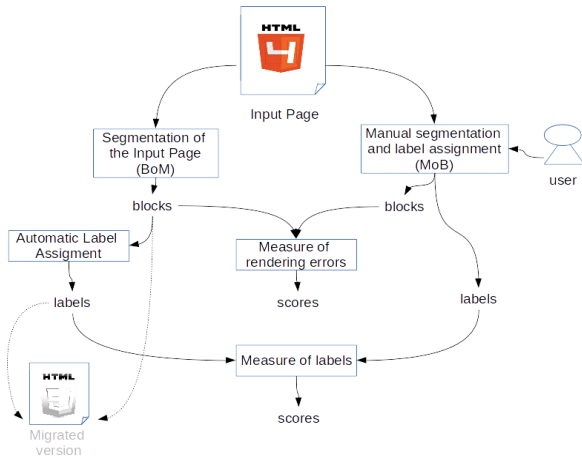 HTML
4
Input Page
Segmentation of
the Input Page
(BoM)
Manual segmentation
and label assignment
(MoB)
user
blocks
blocks
Automatic Label
Assigment
Measure of
rendering errors
labels
scores
labels
Measure of labels
HTML
5
Migrated
version
scores